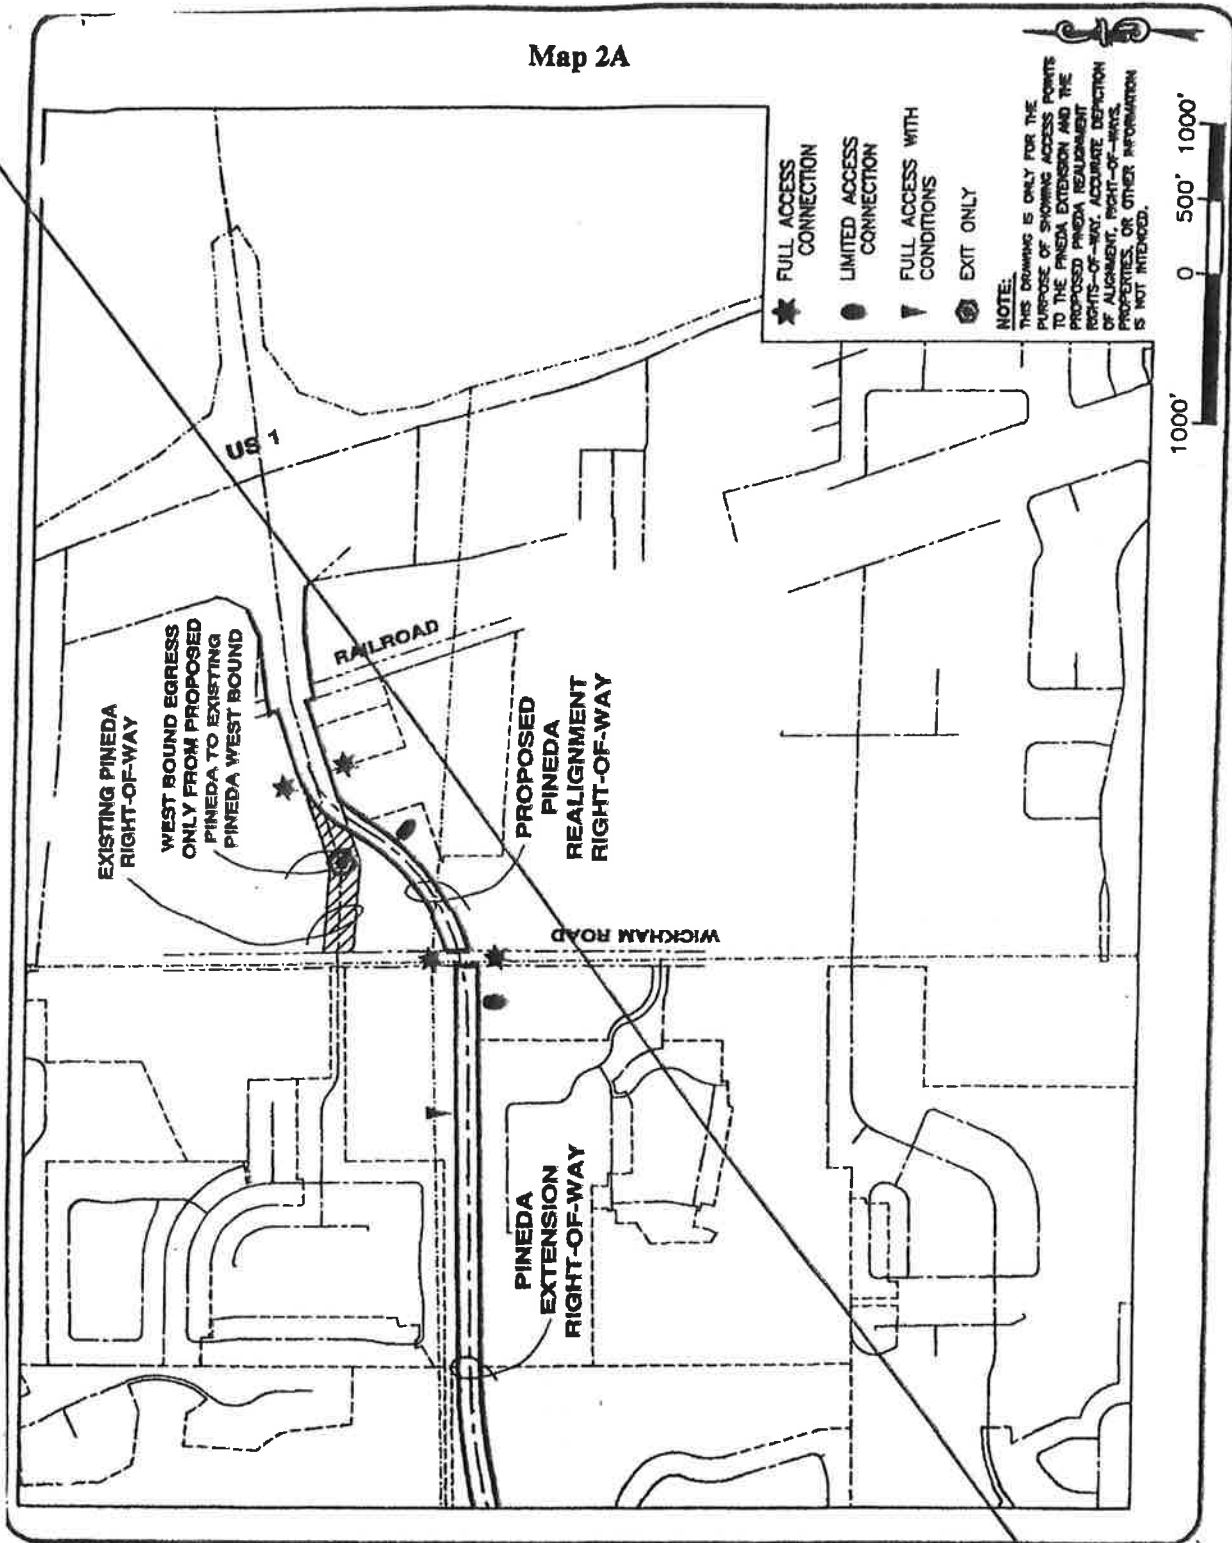 Map 2A
EXISTING PINEDA
RIGHT-OF-WAY
WEST BOUND EGRESS
ONLY FROM PROPOSED
PINEDA TO EXISTING
PINEDA WEST BOUND
US 1
RAILROAD
PROPOSED
PINEDA
REALIGNMENT
RIGHT-OF-WAY
WICKHAM ROAD
PINEDA
EXTENSION
RIGHT-OF-WAY
FULL ACCESS
CONNECTION
LIMITED ACCESS
CONNECTION
FULL ACCESS WITH
CONDITIONS
EXIT ONLY
NOTE:
THIS DRAWING IS ONLY FOR THE
PURPOSE OF SHOWING ACCESS POINTS
TO THE PINEDA EXTENSION AND THE
PROPOSED PINEDA REALIGNMENT
RIGHTS-OF-WAY. ACCURATE DEPICTION
OF ALIGNMENT, RIGHT-OF-WAYS,
PROPERTIES, OR OTHER INFORMATION
IS NOT INTENDED.
1000' 0 500' 1000'